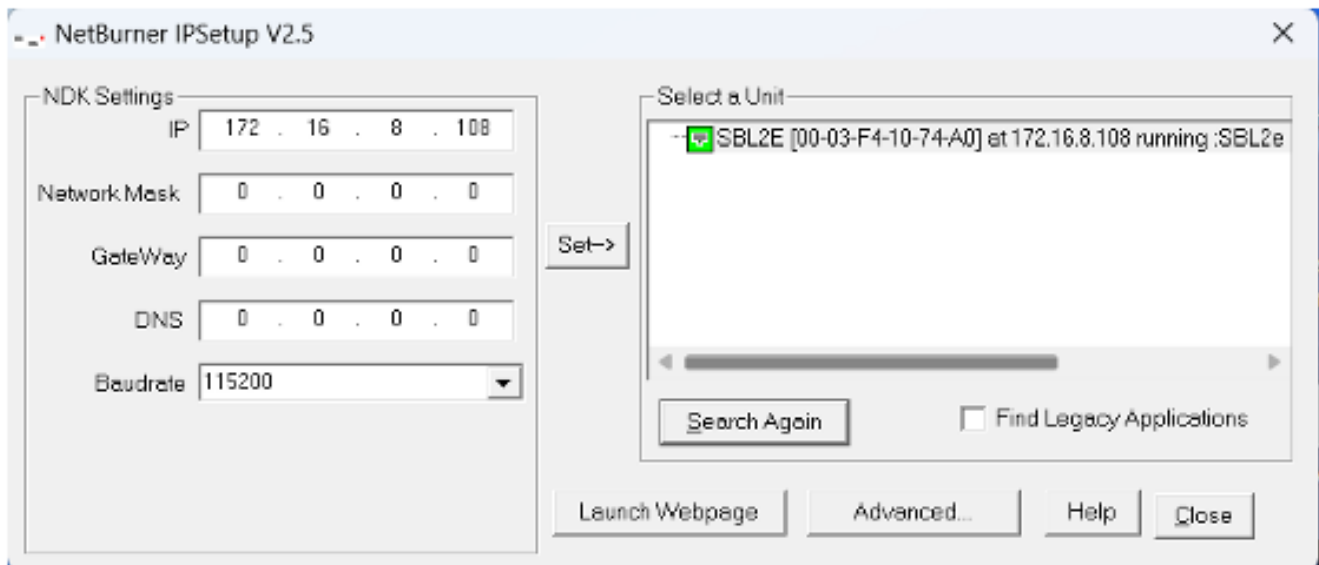 NetBurner IPSetup V2.5
NDK Settings
IP 172 . 16 . 8 . 108
Network Mask 0 . 0 . 0 . 0
GateWay 0 . 0 . 0 . 0
DNS 0 . 0 . 0 . 0
Baudrate 115200
Set->
Select a Unit
SBL2E [00-03-F4-10-74-A0] at 172.16.8.108 running :SBL2e
Search Again
Find Legacy Applications
Launch Webpage
Advanced...
Help
Close